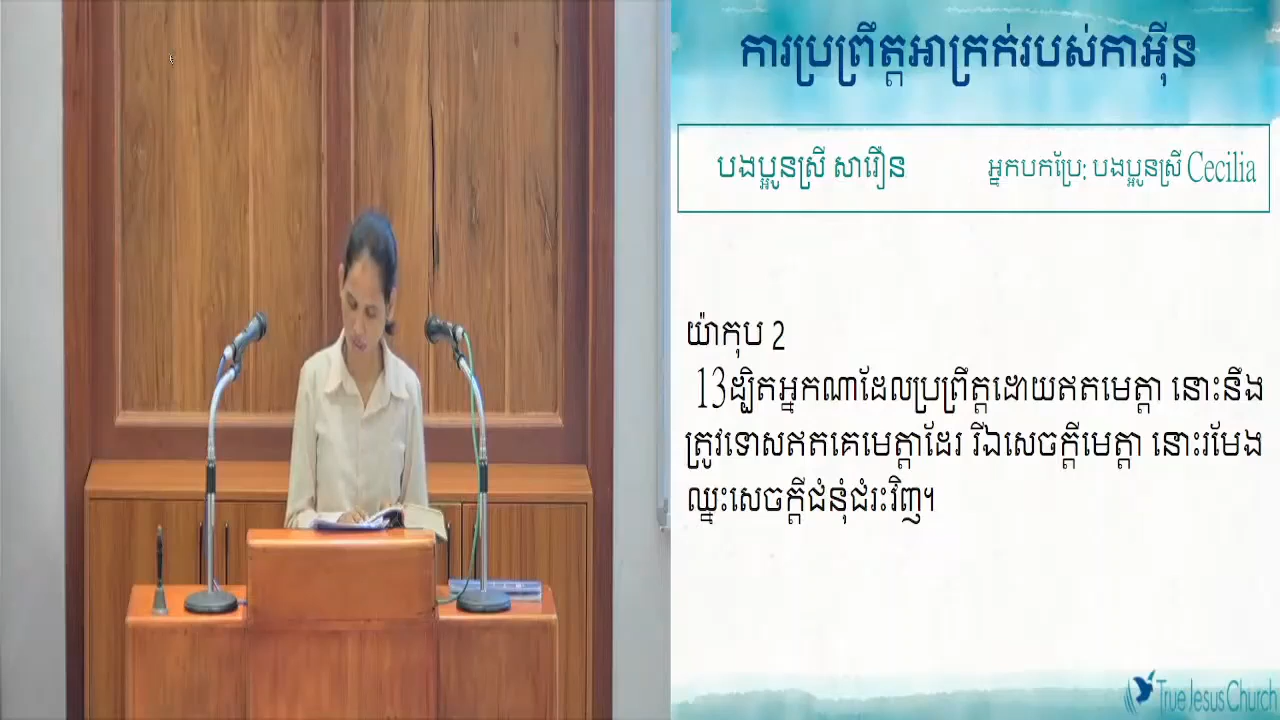 ការប្រព្រឹត្តអាក្រក់របស់កាអ៊ីន
បងប្អូនស្រី សារឿន អ្នកបកប្រែ: បងប្អូនស្រី Cecilia
យ៉ាកុប 2
13ដ្បិតអ្នកណាដែលប្រព្រឹត្តដោយឥតមេត្តា នោះនឹង
ត្រូវទោសឥតគេមេត្តាដែរ រីឯសេចក្តីមេត្តា នោះរមែង
ឈ្នះសេចក្តីជំនុំជំរះវិញ។
True Jesus Church